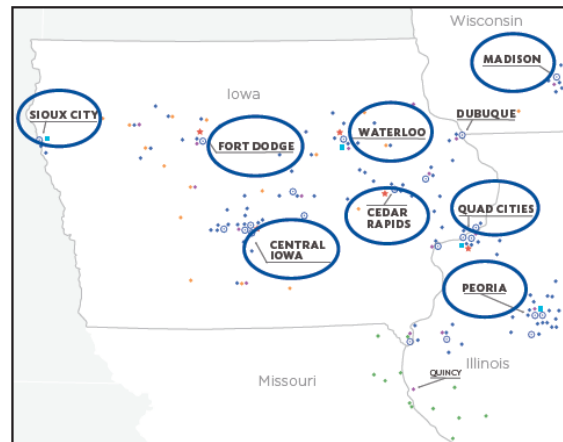 Wisconsin
MADISON
Iowa
SIOUX CITY
DUBUQUE
WATERLOO
FORT DODGE
CEDAR
RAPIDS
QUAD CITIES
CENTRAL
IOWA
PEORIA
Illinois
Missouri
QUINCY